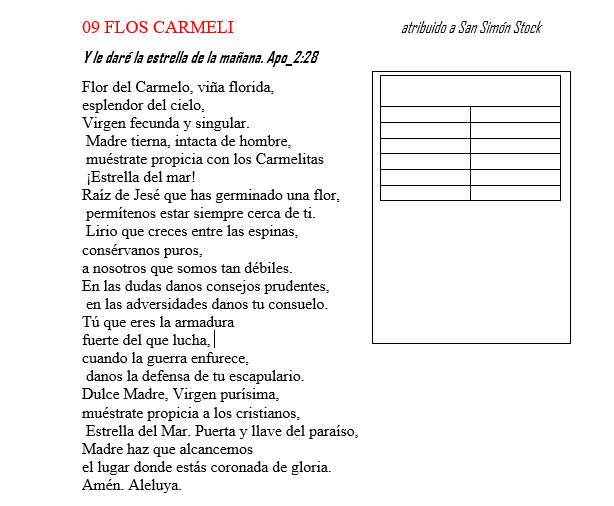 09 FLOS CARMELI
atribuido a San Simón Stock
Y le daré la estrella de la mañana. Apo_2:28
Flor del Carmelo, viña florida,
esplendor del cielo,
Virgen fecunda y singular.
Madre tierna, intacta de hombre,
muéstrate propicia con los Carmelitas
¡Estrella del mar!
Raíz de Jesé que has germinado una flor,
permítenos estar siempre cerca de ti.
Lirio que creces entre las espinas,
consérvanos puros,
a nosotros que somos tan débiles.
En las dudas danos consejos prudentes,
en las adversidades danos tu consuelo.
Tú que eres la armadura
fuerte del que lucha,
cuando la guerra enfurece,
danos la defensa de tu escapulario.
Dulce Madre, Virgen purísima,
muéstrate propicia a los cristianos,
Estrella del Mar. Puerta y llave del paraíso,
Madre haz que alcancemos
el lugar donde estás coronada de gloria.
Amén. Aleluya.